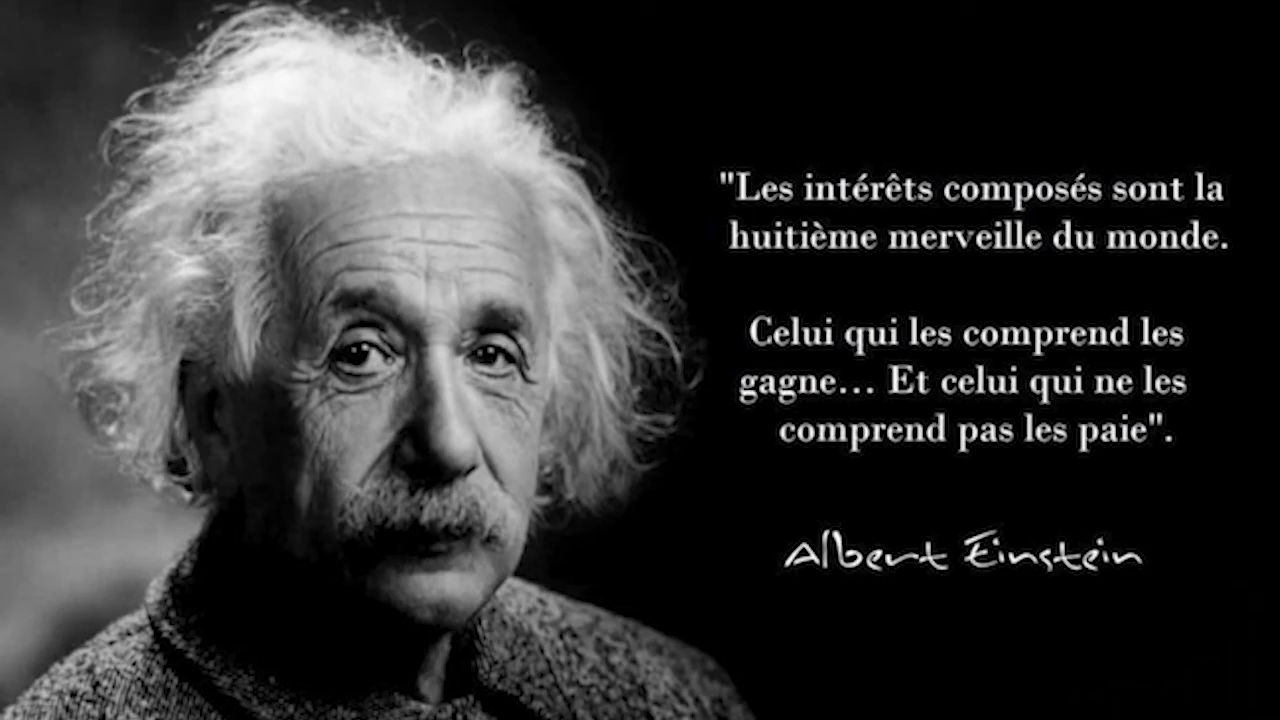 "Les intérêts composés sont la
huitième merveille du monde.
Celui qui les comprend les
gagne... Et celui qui ne les
comprend pas les paie".
Albert Einstein